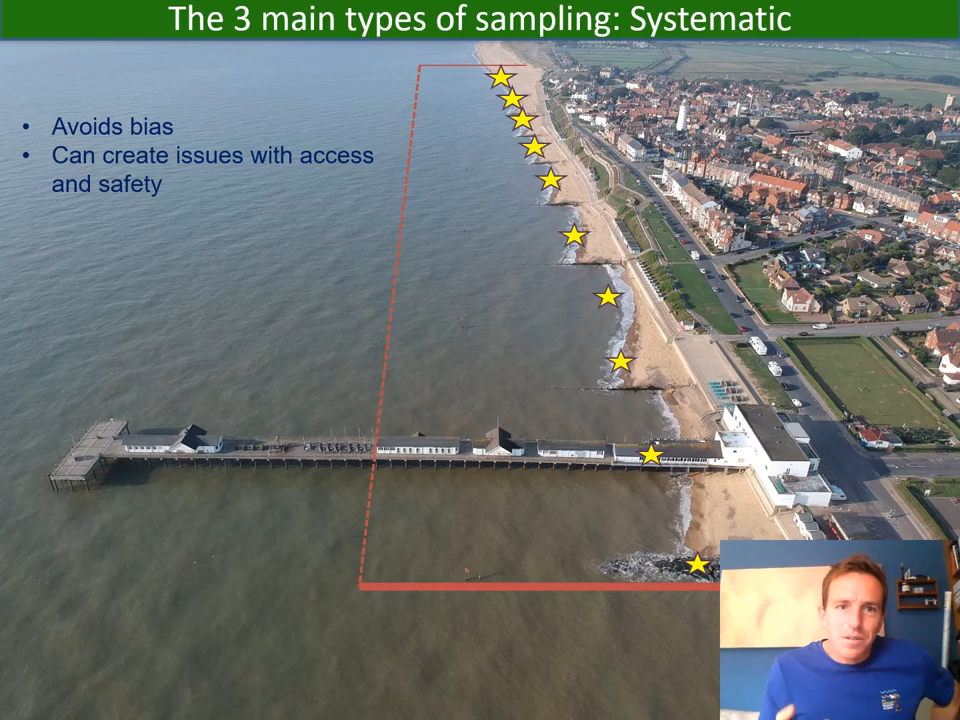 The 3 main types of sampling: Systematic
• Avoids bias
• Can create issues with access
and safety